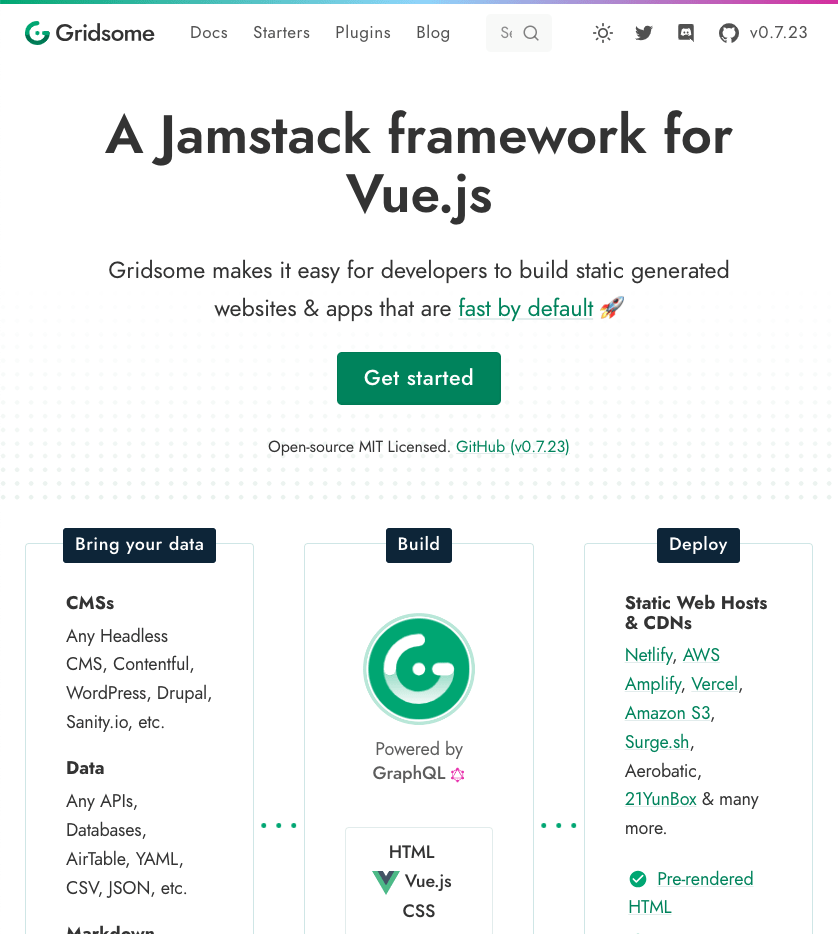 Gridsome Docs Starters Plugins Blog v0.7.23
A Jamstack framework for
Vue.js
Gridsome makes it easy for developers to build static generated
websites & apps that are fast by default 🚀
Get started
Open-source MIT Licensed. GitHub (v0.7.23)
Bring your data
CMSs
Any Headless
CMS, Contentful,
WordPress, Drupal,
Sanity.io, etc.
Data
Any APIs,
Databases,
AirTable, YAML,
CSV, JSON, etc.
Markdown
Build
Powered by
GraphQL
HTML
Vue.js
CSS
Deploy
Static Web Hosts
& CDNs
Netlify, AWS
Amplify, Vercel,
Amazon S3,
Surge.sh,
Aerobatic,
21YunBox & many
more.
Pre-rendered
HTML